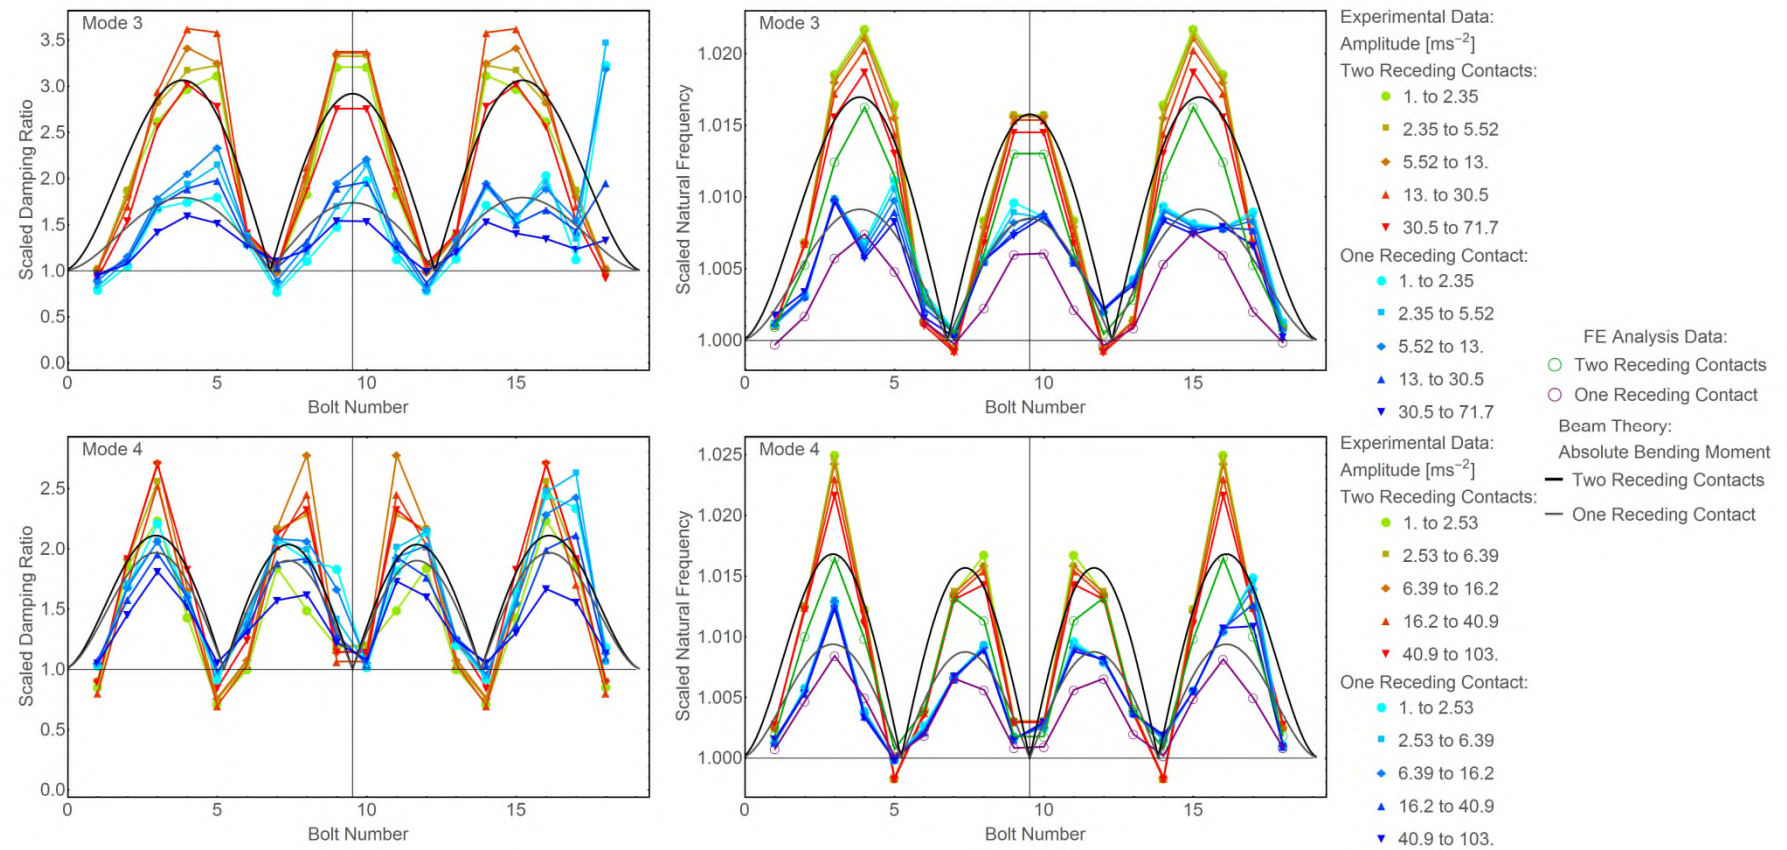 Mode 3
Scaled Damping Ratio
3.5
3.0
2.5
2.0
1.5
1.0
0.5
0.0
0
5
10
15
Bolt Number
Mode 3
Scaled Natural Frequency
1.020
1.015
1.010
1.005
1.000
0
5
10
15
Bolt Number
Experimental Data:
Amplitude [ms⁻²]
Two Receding Contacts:
1. to 2.35
2.35 to 5.52
5.52 to 13.
13. to 30.5
30.5 to 71.7
One Receding Contact:
1. to 2.35
2.35 to 5.52
5.52 to 13.
13. to 30.5
30.5 to 71.7
FE Analysis Data:
Two Receding Contacts
One Receding Contact
Beam Theory:
Absolute Bending Moment
Two Receding Contacts
One Receding Contact
Mode 4
Scaled Damping Ratio
2.5
2.0
1.5
1.0
0.5
0.0
0
5
10
15
Bolt Number
Mode 4
Scaled Natural Frequency
1.025
1.020
1.015
1.010
1.005
1.000
0
5
10
15
Bolt Number
Experimental Data:
Amplitude [ms⁻²]
Two Receding Contacts:
1. to 2.53
2.53 to 6.39
6.39 to 16.2
16.2 to 40.9
40.9 to 103.
One Receding Contact:
1. to 2.53
2.53 to 6.39
6.39 to 16.2
16.2 to 40.9
40.9 to 103.